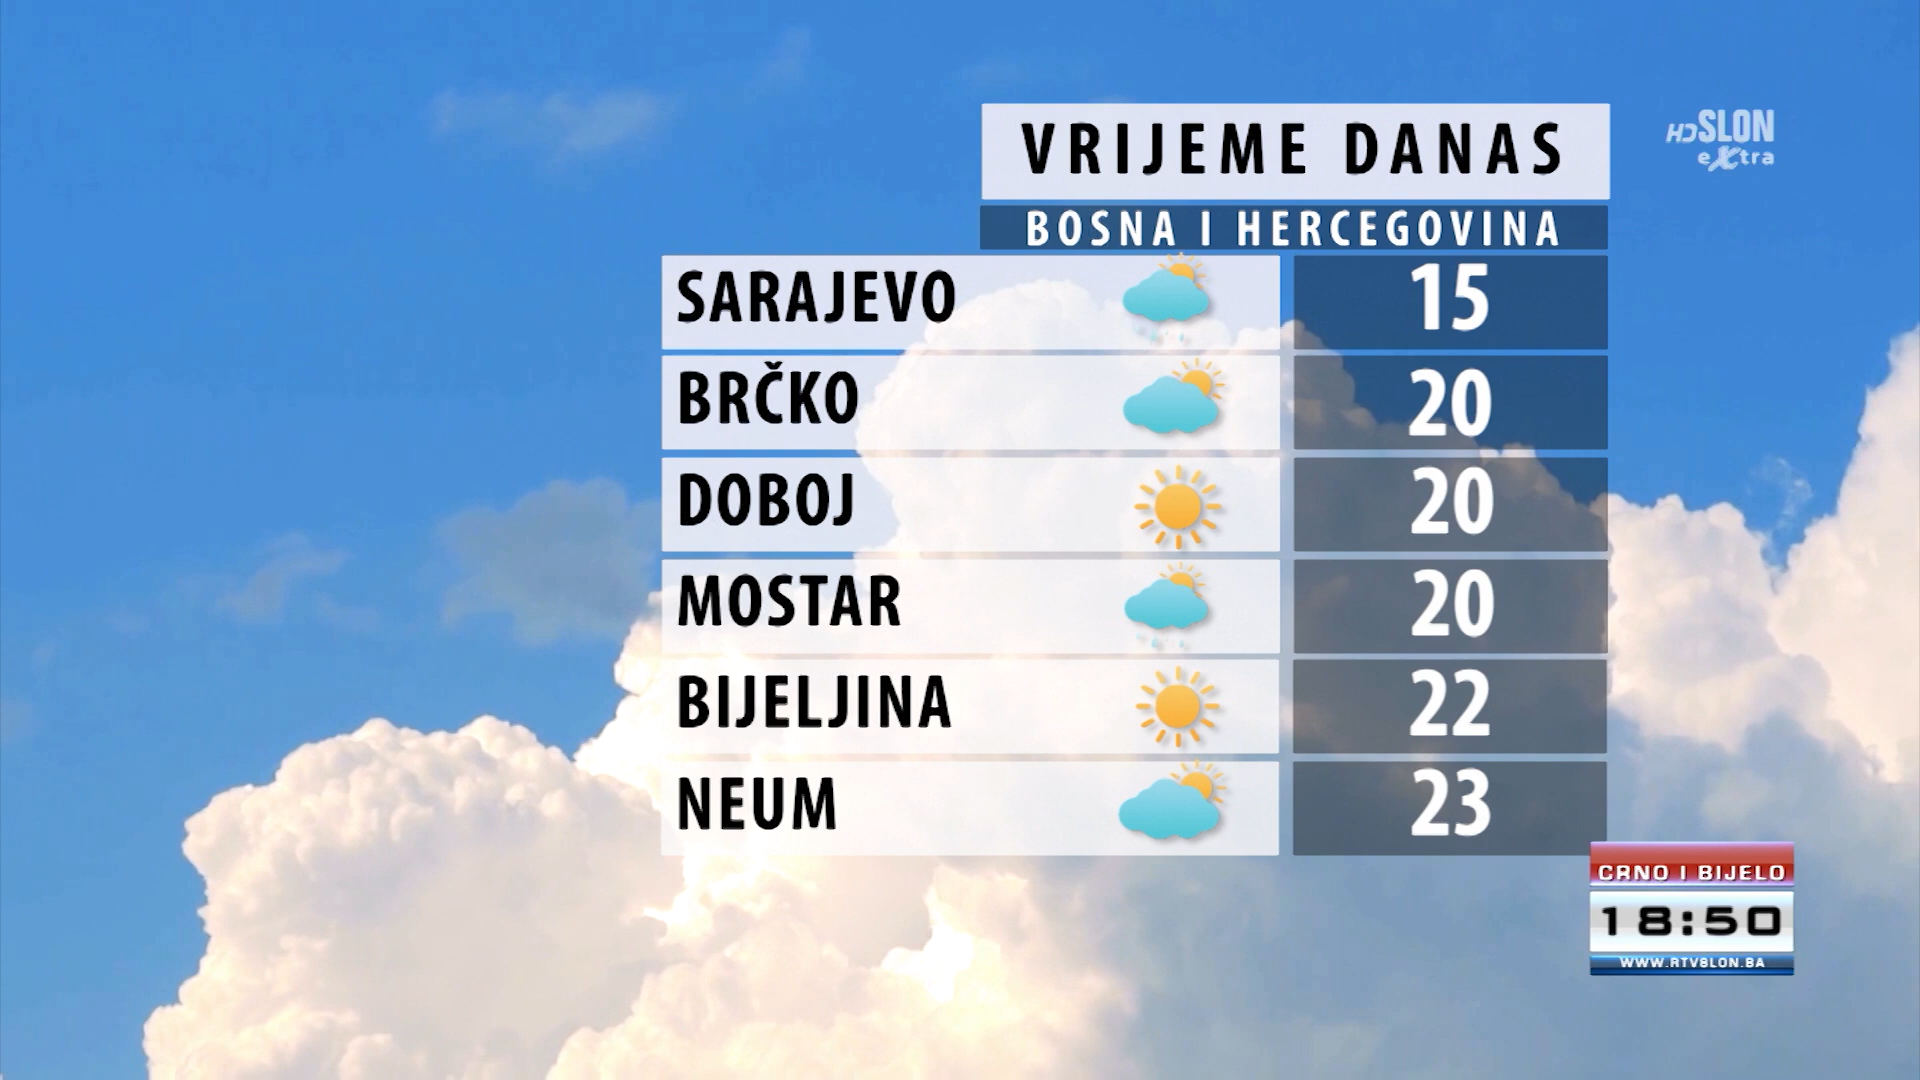 VRIJEME DANAS
HD SLON
eXtra
BOSNA I HERCEGOVINA
SARAJEVO 15
BRČKO 20
DOBOJ 20
MOSTAR 20
BIJELJINA 22
NEUM 23
CRNO I BIJELO
18:50
WWW.RTVSLON.BA